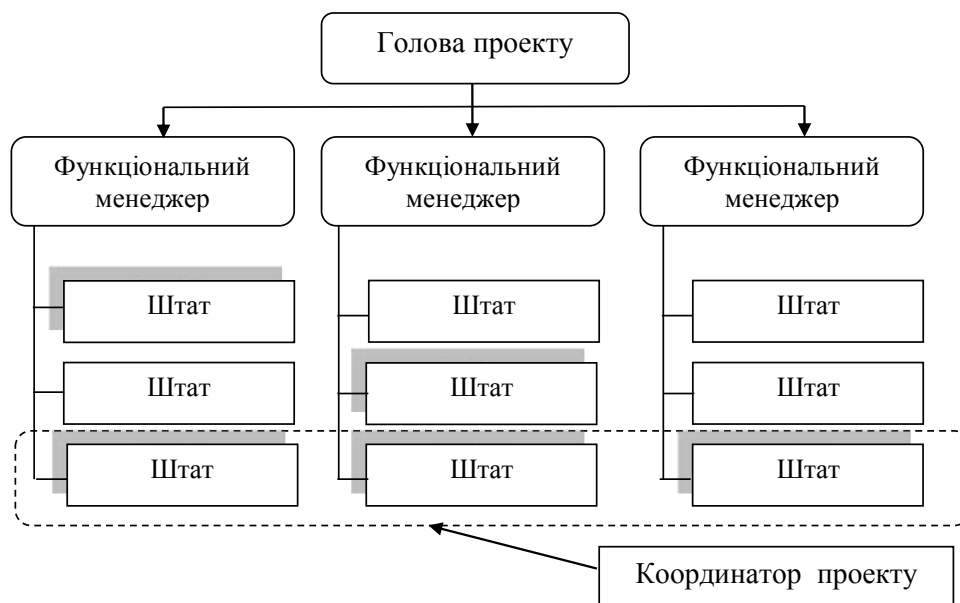 Голова проекту
Функціональний
менеджер
Функціональний
менеджер
Функціональний
менеджер
Штат
Штат
Штат
Штат
Штат
Штат
Штат
Штат
Штат
Координатор проекту